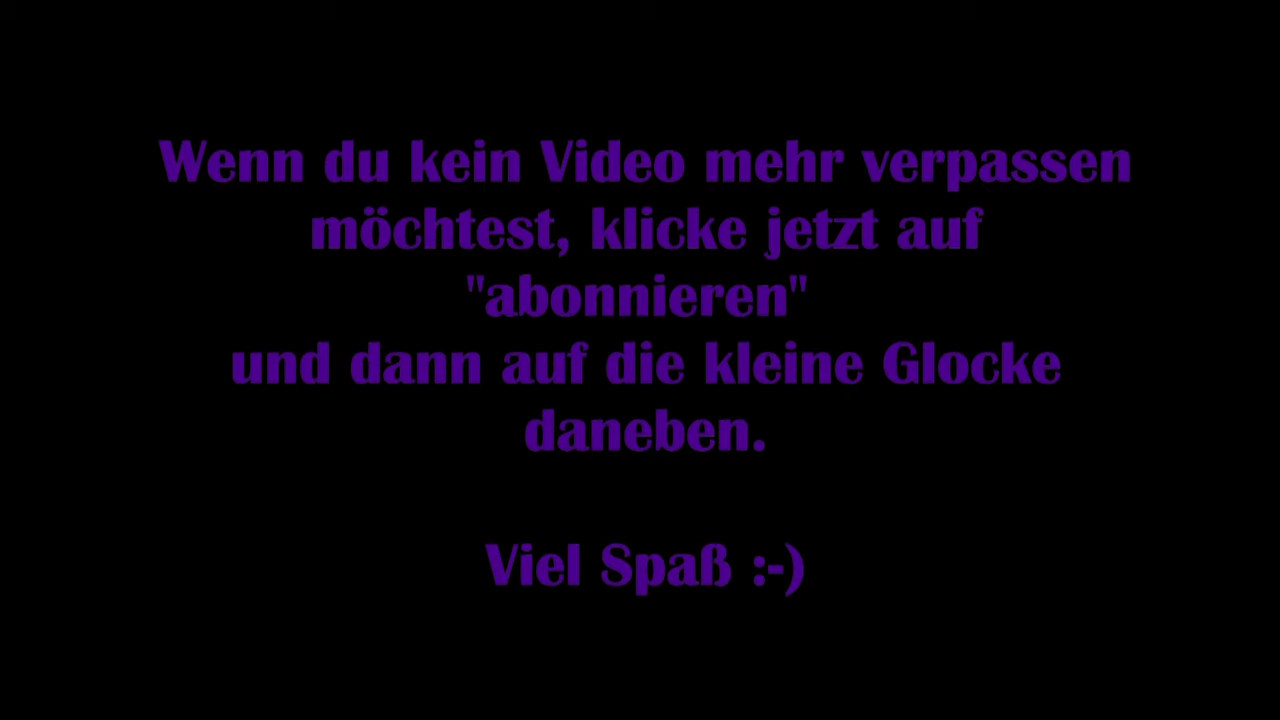 Wenn du kein Video mehr verpassen
möchtest, klicke jetzt auf
"abonnieren"
und dann auf die kleine Glocke
daneben.
Viel Spaß :-)